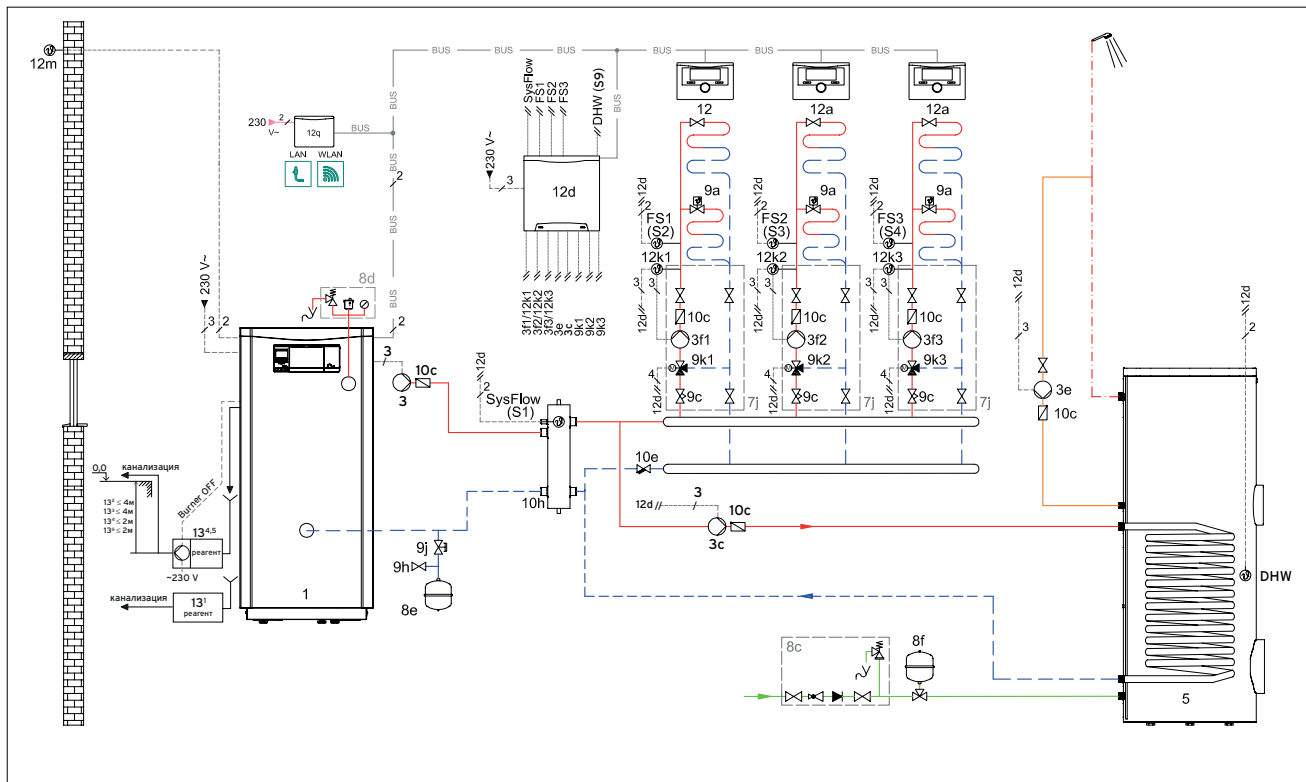 12m
230
V~
2
12q
LAN
WLAN
BUS
BUS
BUS
BUS
BUS
BUS
BUS
BUS
BUS
2
SysFlow
FS1
FS2
FS3
DHW (S9)
230 V~
3
12d
3f1/12k1
3f2/12k2
3f3/12k3
3e
3c
9k1
9k2
9k3
12
12a
12a
9a
9a
9a
12d
2
FS1
(S2)
12d
2
FS2
(S3)
12d
2
FS3
(S4)
12k1
12k2
12k3
3
3
12d
3
3
12d
3
3
12d
10c
10c
10c
3f1
3f2
3f3
9k1
9k2
9k3
4
4
4
12d
12d
12d
9c
9c
9c
7j
7j
7j
230 V~
3
2
8d
2
3
3
10c
12d
2
SysFlow
(S1)
10h
10e
12d
3
3c
10c
12d
3
3e
10c
12d
2
DHW
5
0,0
канализация
13² ≤ 4м
13³ ≤ 4м
13⁴ ≤ 2м
13⁵ ≤ 2м
Burner OFF
13⁴,⁵
реагент
~230 V
канализация
13¹
реагент
1
9j
9h
8e
8c
8f